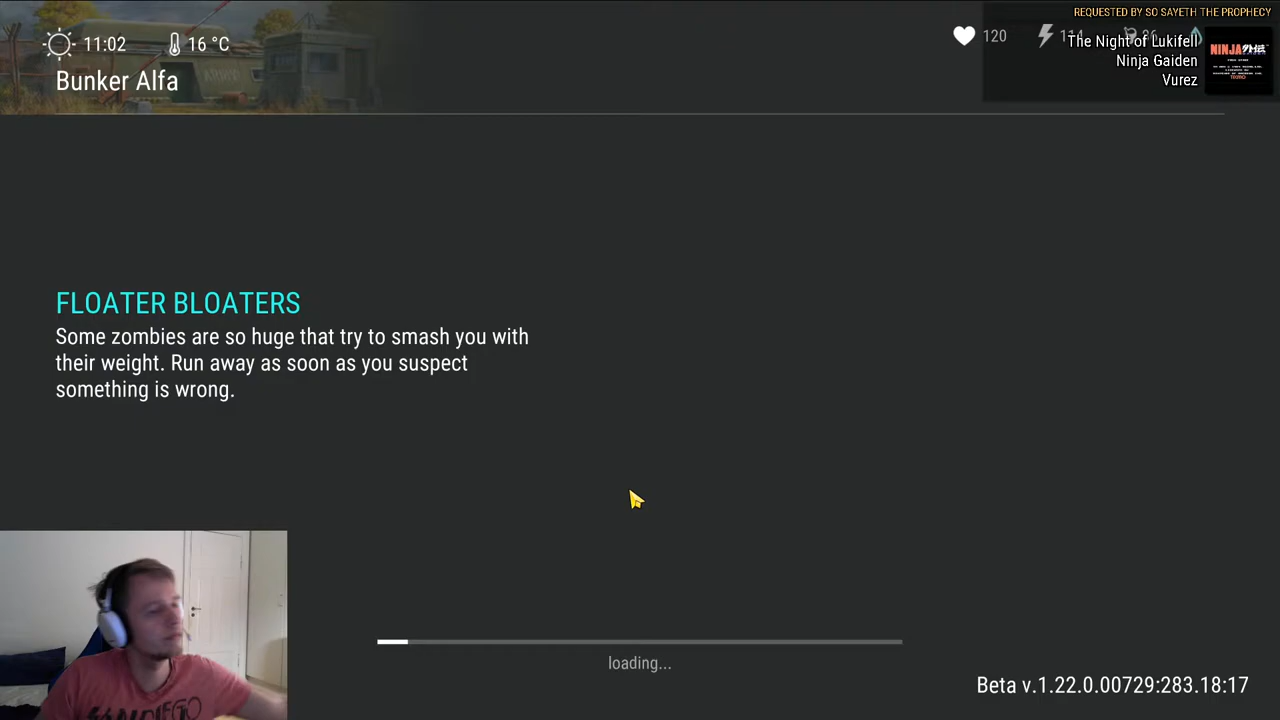 REQUESTED BY SO SAYETH THE PROPHECY
11:02
16 °C
120
The Night of Lukifell
Ninja Gaiden
Vurez
NINJA
Bunker Alfa
FLOATER BLOATERS
Some zombies are so huge that try to smash you with
their weight. Run away as soon as you suspect
something is wrong.
loading...
Beta v.1.22.0.00729:283.18:17